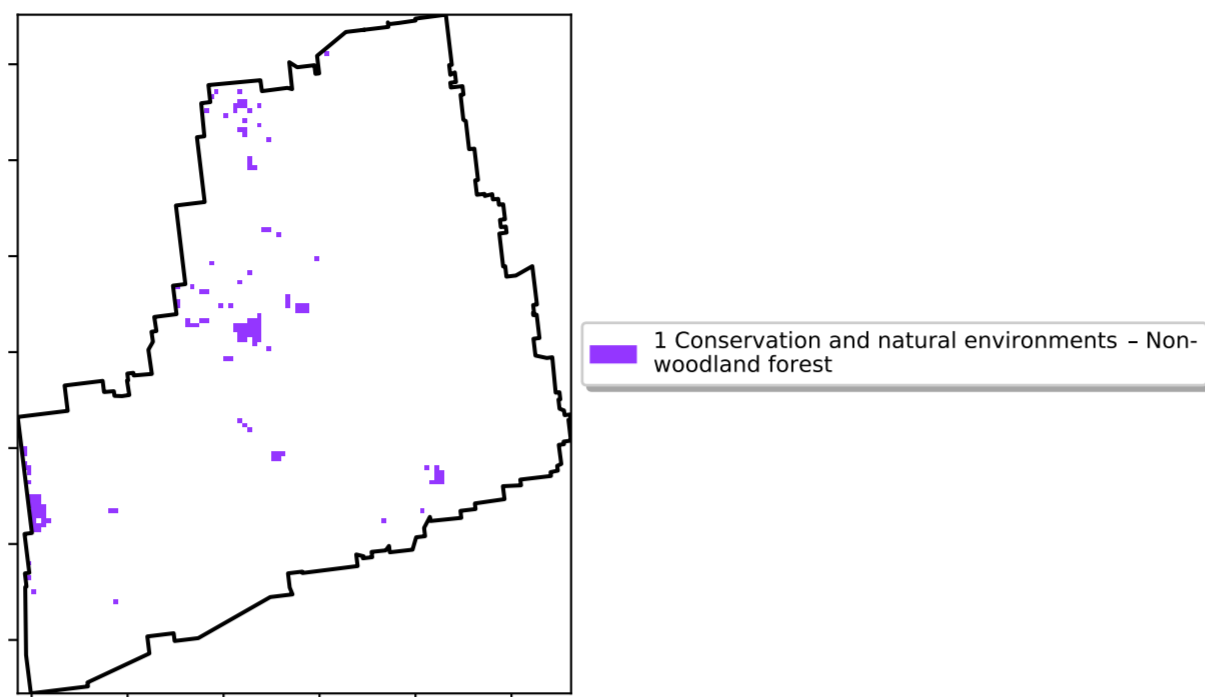 1 Conservation and natural environments – Non-
woodland forest